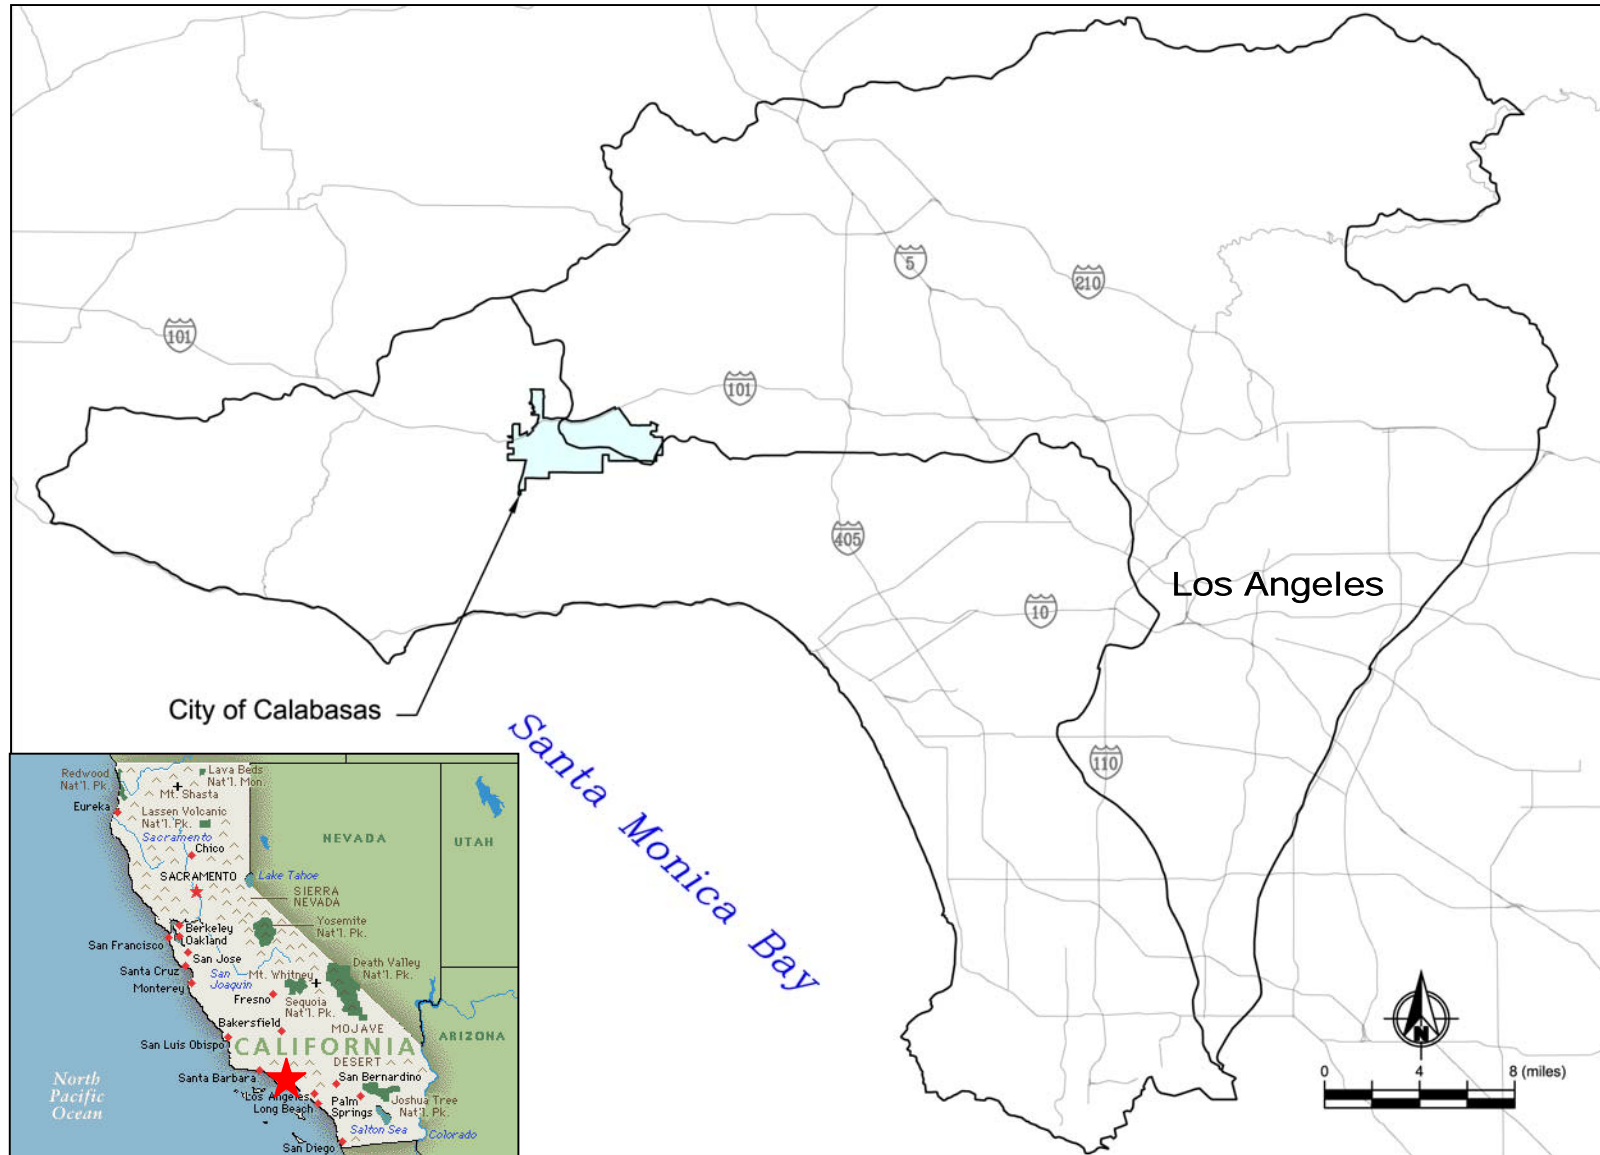 5
210
101
101
405
Los Angeles
10
City of Calabasas
Santa Monica Bay
110
N
0 4 8 (miles)
Redwood
Nat'l. Pk.
Lava Beds
Nat'l. Mon.
Mt. Shasta
Eureka
Lassen Volcanic
Nat'l. Pk.
Sacramento
Chico
NEVADA
UTAH
SACRAMENTO
Lake Tahoe
SIERRA
NEVADA
Yosemite
Nat'l. Pk.
Berkeley
Oakland
San Francisco
San Jose
Santa Cruz
San
Joaquin
Mt. Whitney
Death Valley
Nat'l. Pk.
Monterey
Fresno
Sequoia
Nat'l. Pk.
Bakersfield
MOJAVE
DESERT
ARIZONA
San Luis Obispo
CALIFORNIA
Santa Barbara
San Bernardino
North
Pacific
Ocean
Los Angeles
Long Beach
Palm
Springs
Joshua Tree
Nat'l. Pk.
Salton Sea
Colorado
San Diego